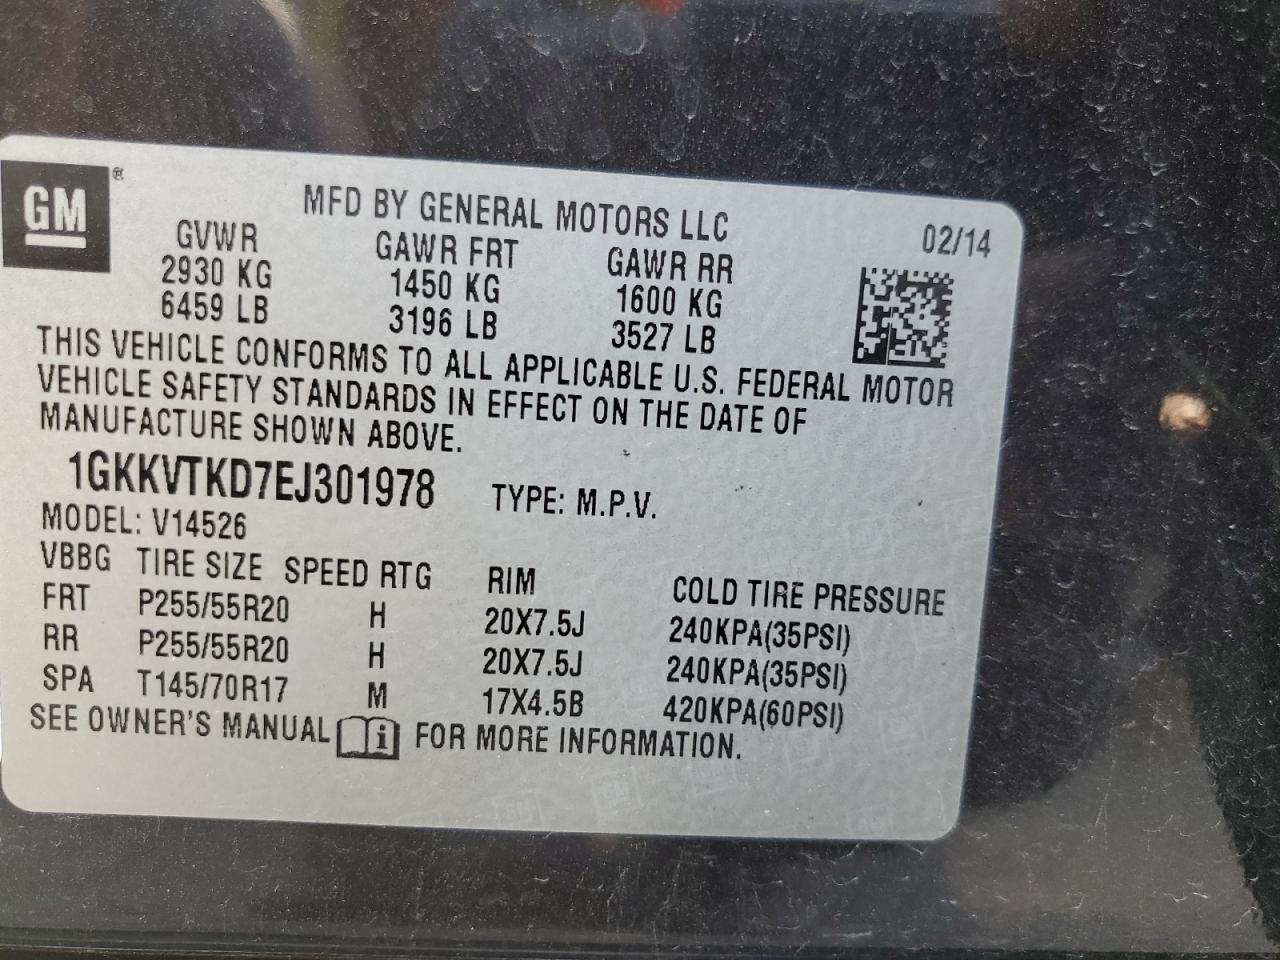 GM®
MFD BY GENERAL MOTORS LLC
02/14
GVWR GAWR FRT GAWR RR
2930 KG 1450 KG 1600 KG
6459 LB 3196 LB 3527 LB
THIS VEHICLE CONFORMS TO ALL APPLICABLE U.S. FEDERAL MOTOR
VEHICLE SAFETY STANDARDS IN EFFECT ON THE DATE OF
MANUFACTURE SHOWN ABOVE.
1GKKVTKD7EJ301978 TYPE: M.P.V.
MODEL: V14526
VBBG TIRE SIZE SPEED RTG RIM COLD TIRE PRESSURE
FRT P255/55R20 H 20X7.5J 240KPA(35PSI)
RR P255/55R20 H 20X7.5J 240KPA(35PSI)
SPA T145/70R17 M 17X4.5B 420KPA(60PSI)
SEE OWNER'S MANUAL i FOR MORE INFORMATION.